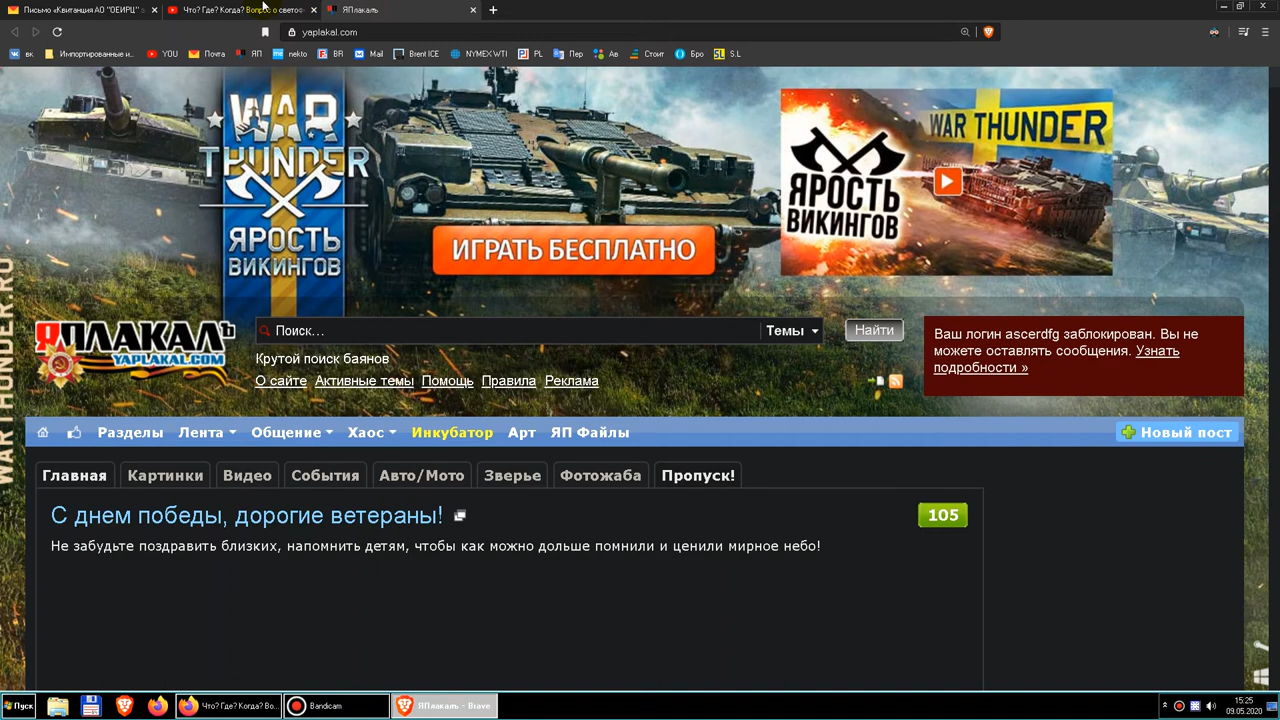 Письмо «Квитанция АО "ОЕИРЦ" з
Что? Где? Когда? Вопрос о светоф
ЯПлакалъ
yaplakal.com
вк
Импортированные и...
YOU
Почта
ЯП
nekto
BR
Mail
Brent ICE
NYMEX WTI
PL
Пер
Ав
Стоит
Бро
S.L
WAR THUNDER
ЯРОСТЬ ВИКИНГОВ
ИГРАТЬ БЕСПЛАТНО
WAR THUNDER
ЯРОСТЬ ВИКИНГОВ
WAR THUNDER.RU
ЯПЛАКАЛЪ
YAPLAKAL.COM
Поиск...
Темы
Найти
Крутой поиск баянов
О сайте Активные темы Помощь Правила Реклама
Ваш логин ascerdfg заблокирован. Вы не
можете оставлять сообщения. Узнать
подробности »
Разделы Лента Общение Хаос Инкубатор Арт ЯП Файлы
Новый пост
Главная Картинки Видео События Авто/Мото Зверье Фотожаба Пропуск!
С днем победы, дорогие ветераны!
105
Не забудьте поздравить близких, напомнить детям, чтобы как можно дольше помнили и ценили мирное небо!
Пуск
Что? Где? Когда? Во...
Bandicam
ЯПлакалъ - Brave
15:25
09.05.2020